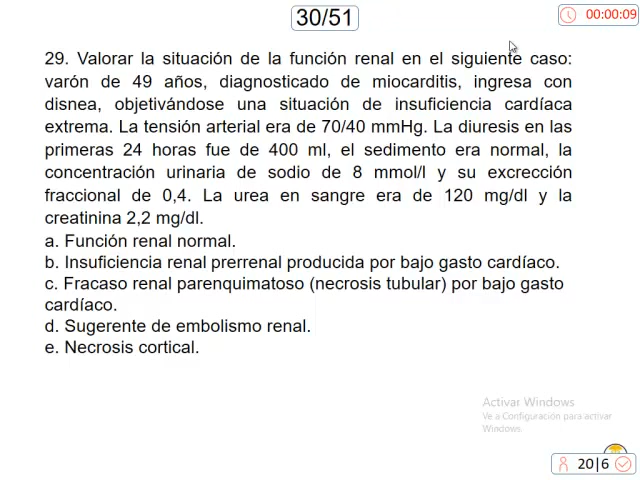 30/51
00:00:09
29. Valorar la situación de la función renal en el siguiente caso:
varón de 49 años, diagnosticado de miocarditis, ingresa con
disnea, objetivándose una situación de insuficiencia cardíaca
extrema. La tensión arterial era de 70/40 mmHg. La diuresis en las
primeras 24 horas fue de 400 ml, el sedimento era normal, la
concentración urinaria de sodio de 8 mmol/l y su excreción
fraccional de 0,4. La urea en sangre era de 120 mg/dl y la
creatinina 2,2 mg/dl.
a. Función renal normal.
b. Insuficiencia renal prerrenal producida por bajo gasto cardíaco.
c. Fracaso renal parenquimatoso (necrosis tubular) por bajo gasto
cardíaco.
d. Sugerente de embolismo renal.
e. Necrosis cortical.
Activar Windows
Ve a Configuración para activar
Windows.
20|6